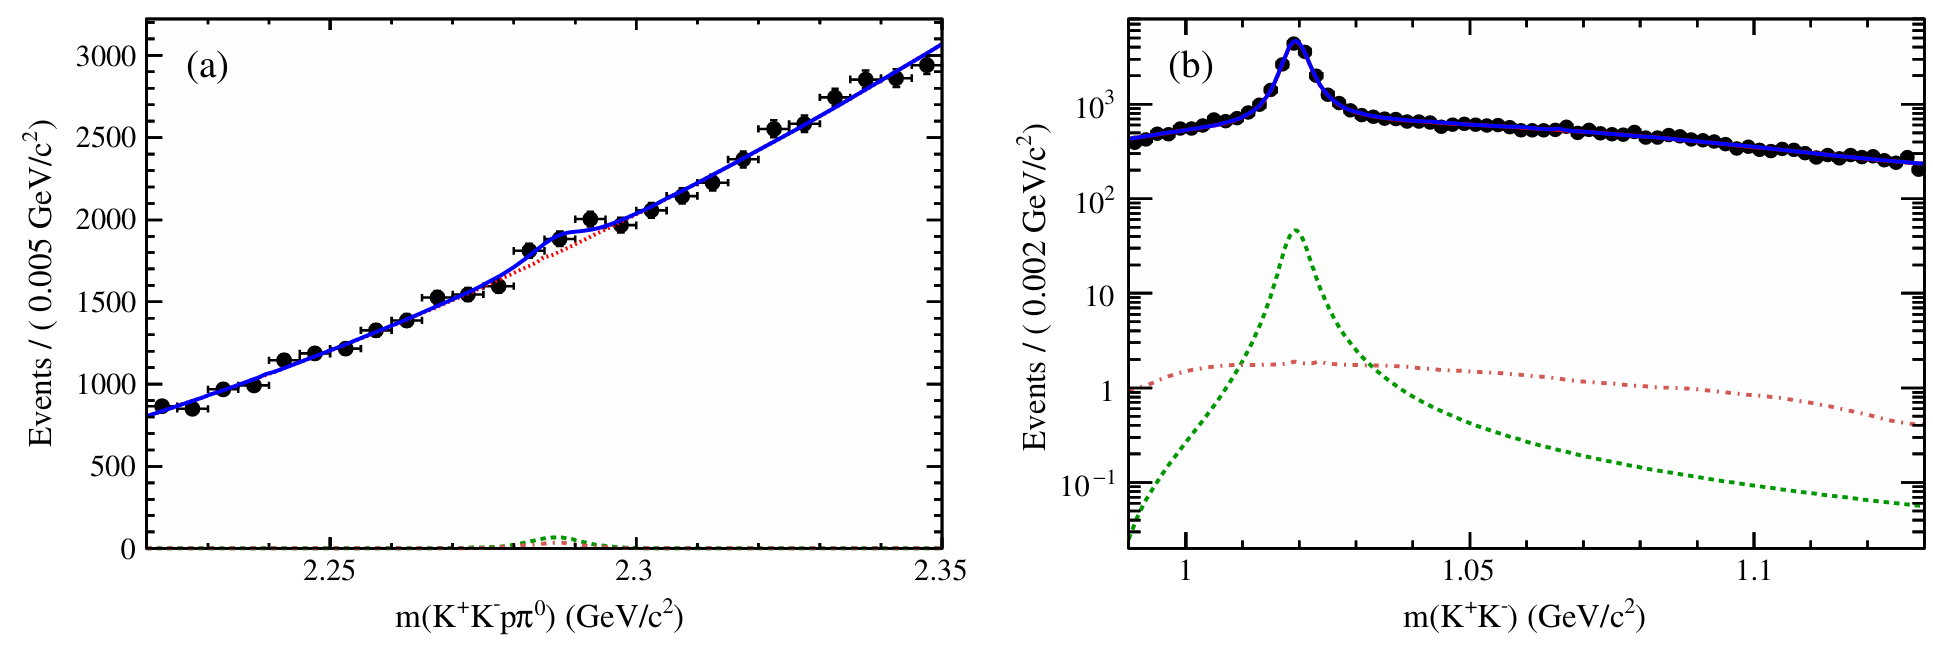 (a)
3000
2500
2000
1500
1000
500
0
2.25 2.3 2.35
Events / ( 0.005 GeV/c²)
m(K⁺K⁻pπ⁰) (GeV/c²)
(b)
10³
10²
10
1
10⁻¹
1 1.05 1.1
Events / ( 0.002 GeV/c²)
m(K⁺K⁻) (GeV/c²)